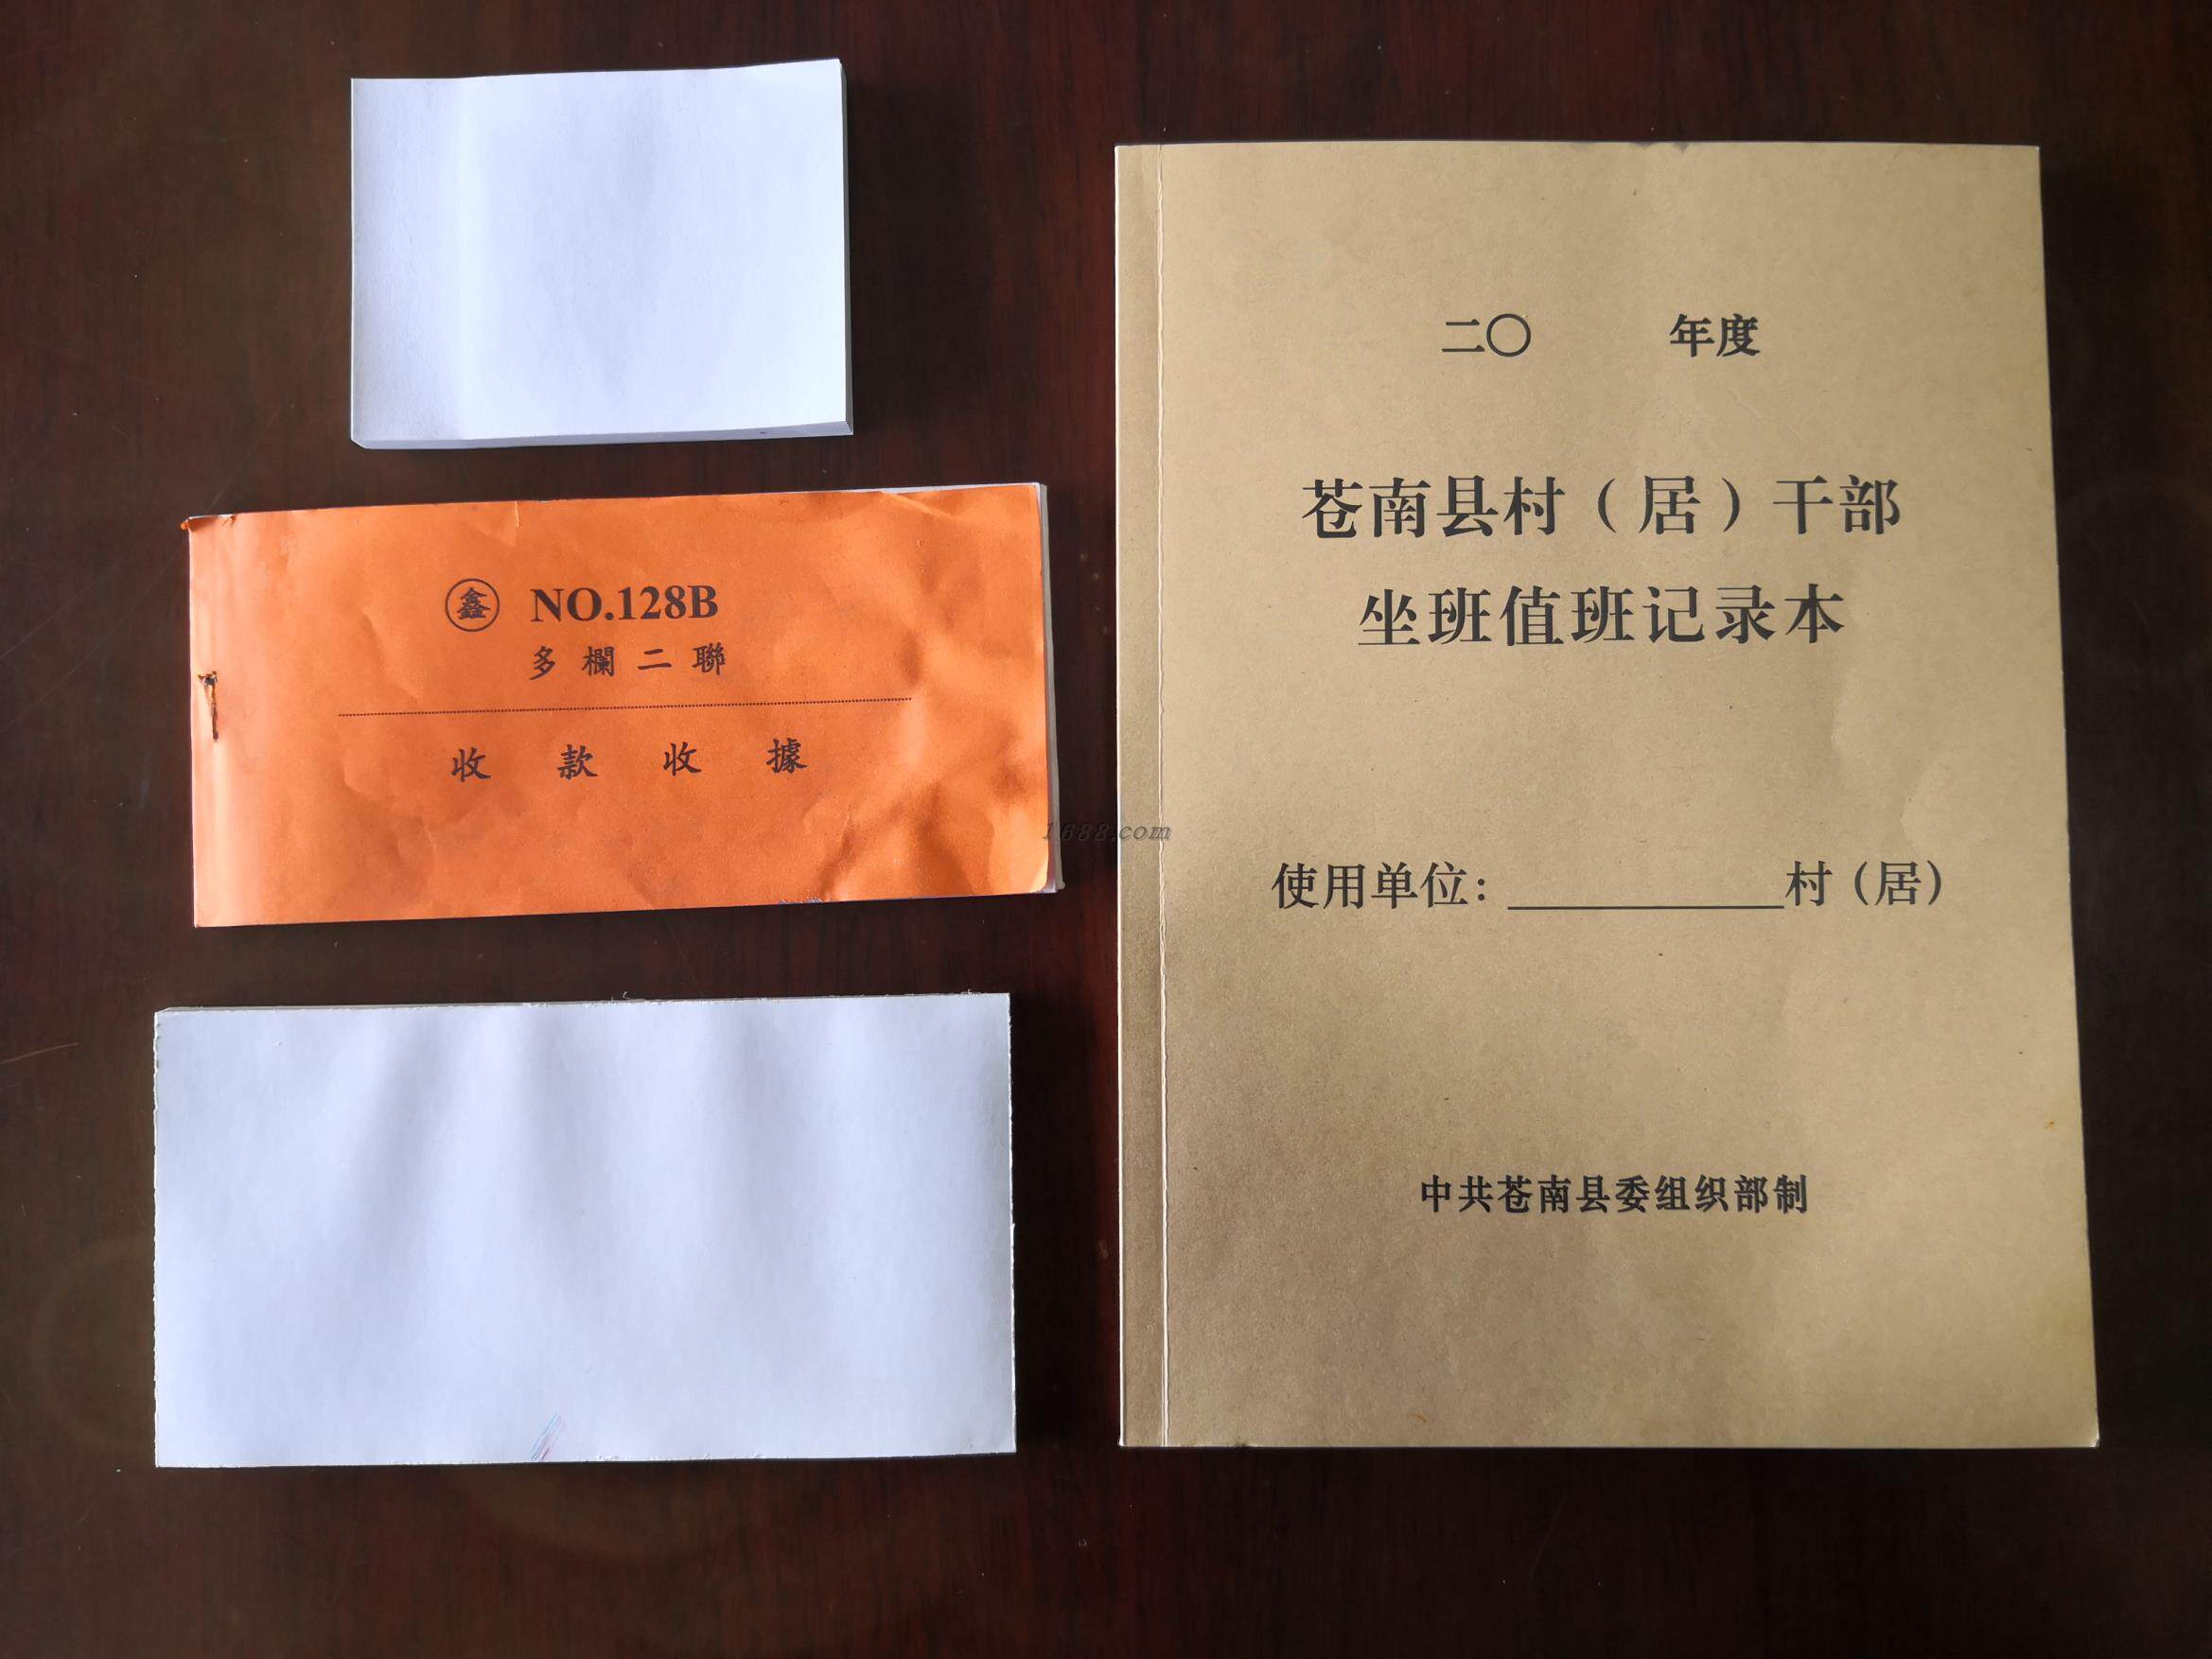 鑫 NO.128B
多欄二聯
收款收據
1688.com
二〇 年度
苍南县村(居)干部
坐班值班记录本
使用单位:__________村(居)
中共苍南县委组织部制